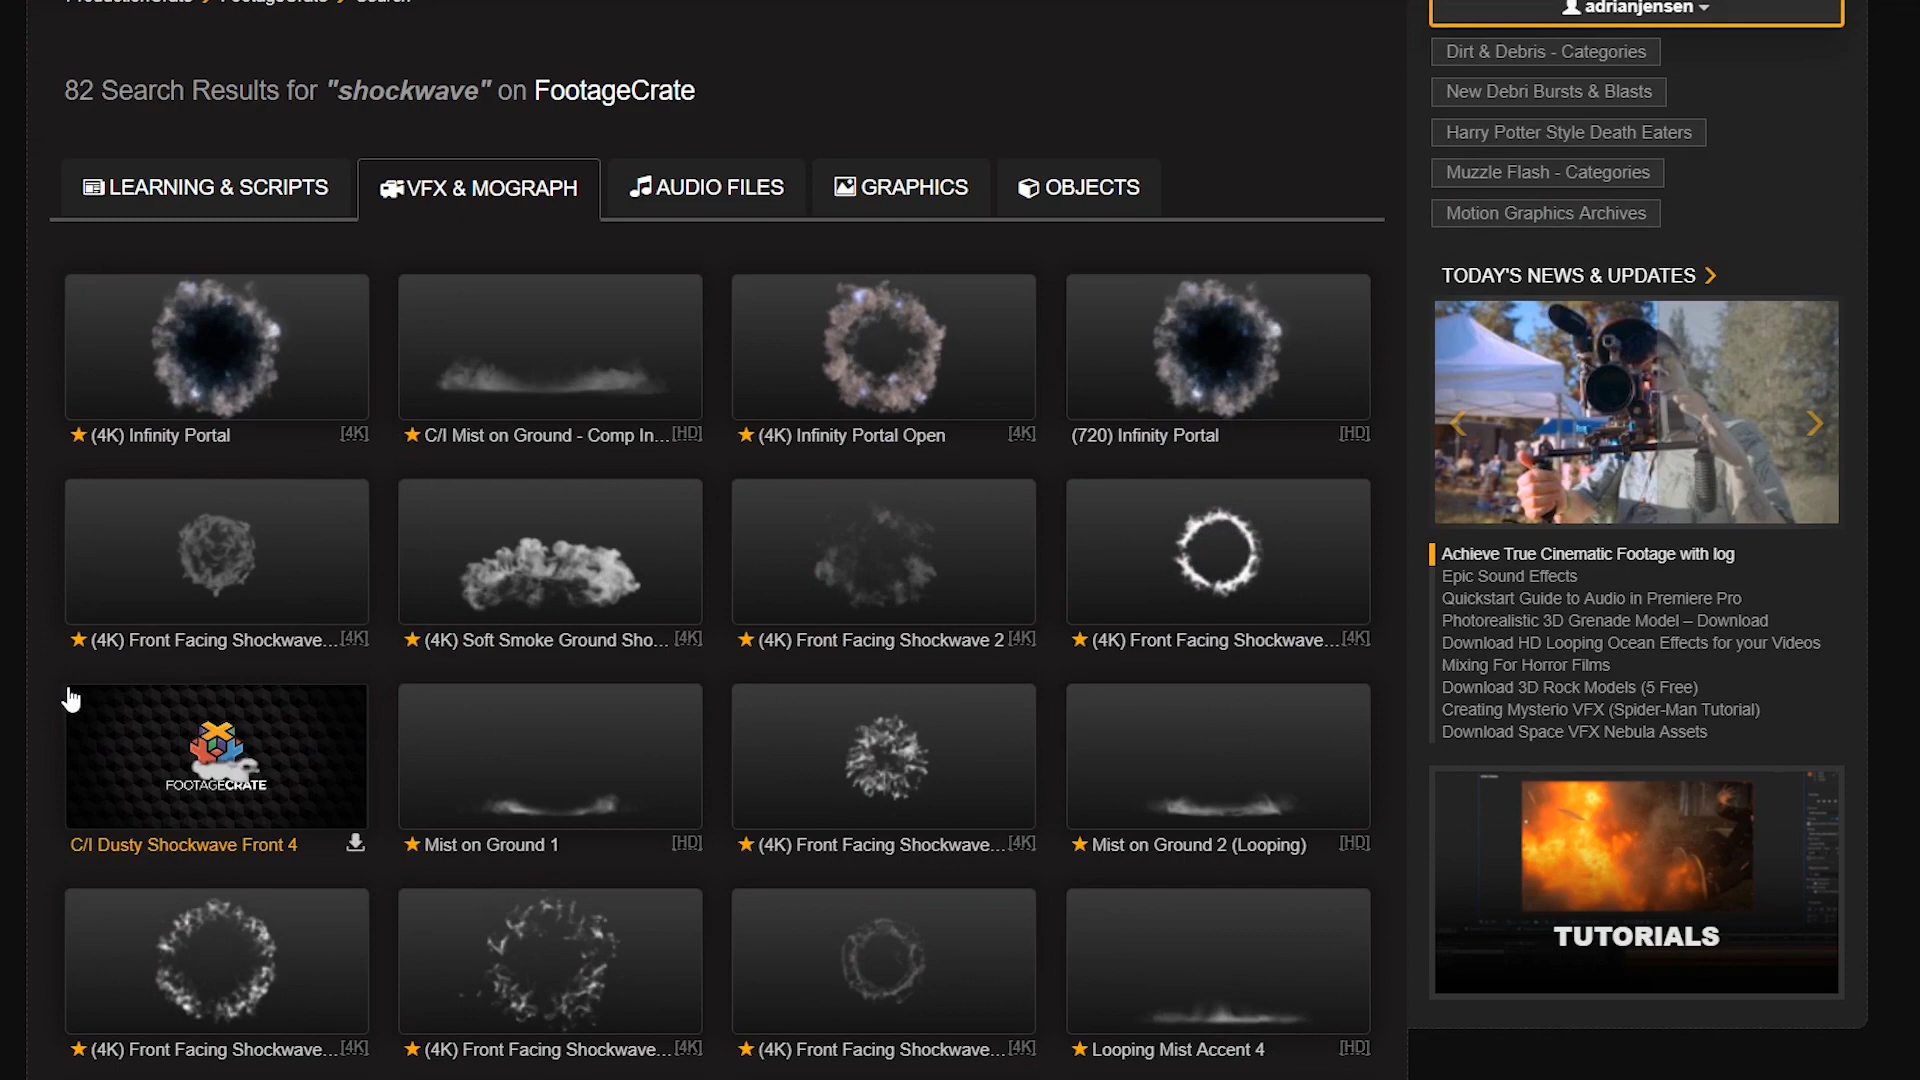 adrianjensen
82 Search Results for "shockwave" on FootageCrate
LEARNING & SCRIPTS
VFX & MOGRAPH
AUDIO FILES
GRAPHICS
OBJECTS
(4K) Infinity Portal [4K]
C/I Mist on Ground - Comp In... [HD]
(4K) Infinity Portal Open [4K]
(720) Infinity Portal [HD]
(4K) Front Facing Shockwave... [4K]
(4K) Soft Smoke Ground Sho... [4K]
(4K) Front Facing Shockwave 2 [4K]
(4K) Front Facing Shockwave... [4K]
FOOTAGECRATE
C/I Dusty Shockwave Front 4
Mist on Ground 1 [HD]
(4K) Front Facing Shockwave... [4K]
Mist on Ground 2 (Looping) [HD]
(4K) Front Facing Shockwave... [4K]
(4K) Front Facing Shockwave... [4K]
(4K) Front Facing Shockwave... [4K]
Looping Mist Accent 4 [HD]
Dirt & Debris - Categories
New Debri Bursts & Blasts
Harry Potter Style Death Eaters
Muzzle Flash - Categories
Motion Graphics Archives
TODAY'S NEWS & UPDATES
Achieve True Cinematic Footage with log
Epic Sound Effects
Quickstart Guide to Audio in Premiere Pro
Photorealistic 3D Grenade Model – Download
Download HD Looping Ocean Effects for your Videos
Mixing For Horror Films
Download 3D Rock Models (5 Free)
Creating Mysterio VFX (Spider-Man Tutorial)
Download Space VFX Nebula Assets
TUTORIALS